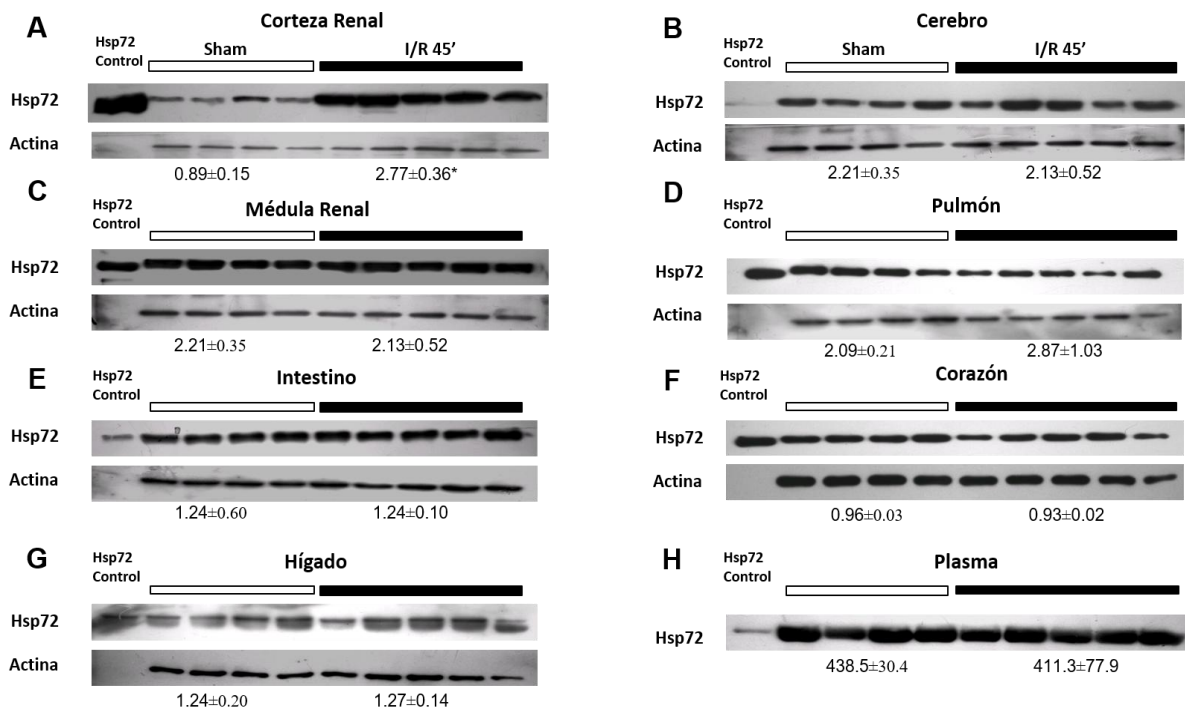 A
Corteza Renal
Hsp72
Control
Sham
I/R 45’
Hsp72
Actina
0.89±0.15
2.77±0.36*
B
Cerebro
Hsp72
Control
Sham
I/R 45’
Hsp72
Actina
2.21±0.35
2.13±0.52
C
Médula Renal
Hsp72
Control
Hsp72
Actina
2.21±0.35
2.13±0.52
D
Pulmón
Hsp72
Control
Hsp72
Actina
2.09±0.21
2.87±1.03
E
Intestino
Hsp72
Control
Hsp72
Actina
1.24±0.60
1.24±0.10
F
Corazón
Hsp72
Control
Hsp72
Actina
0.96±0.03
0.93±0.02
G
Hígado
Hsp72
Control
Hsp72
Actina
1.24±0.20
1.27±0.14
H
Plasma
Hsp72
Control
Hsp72
438.5±30.4
411.3±77.9